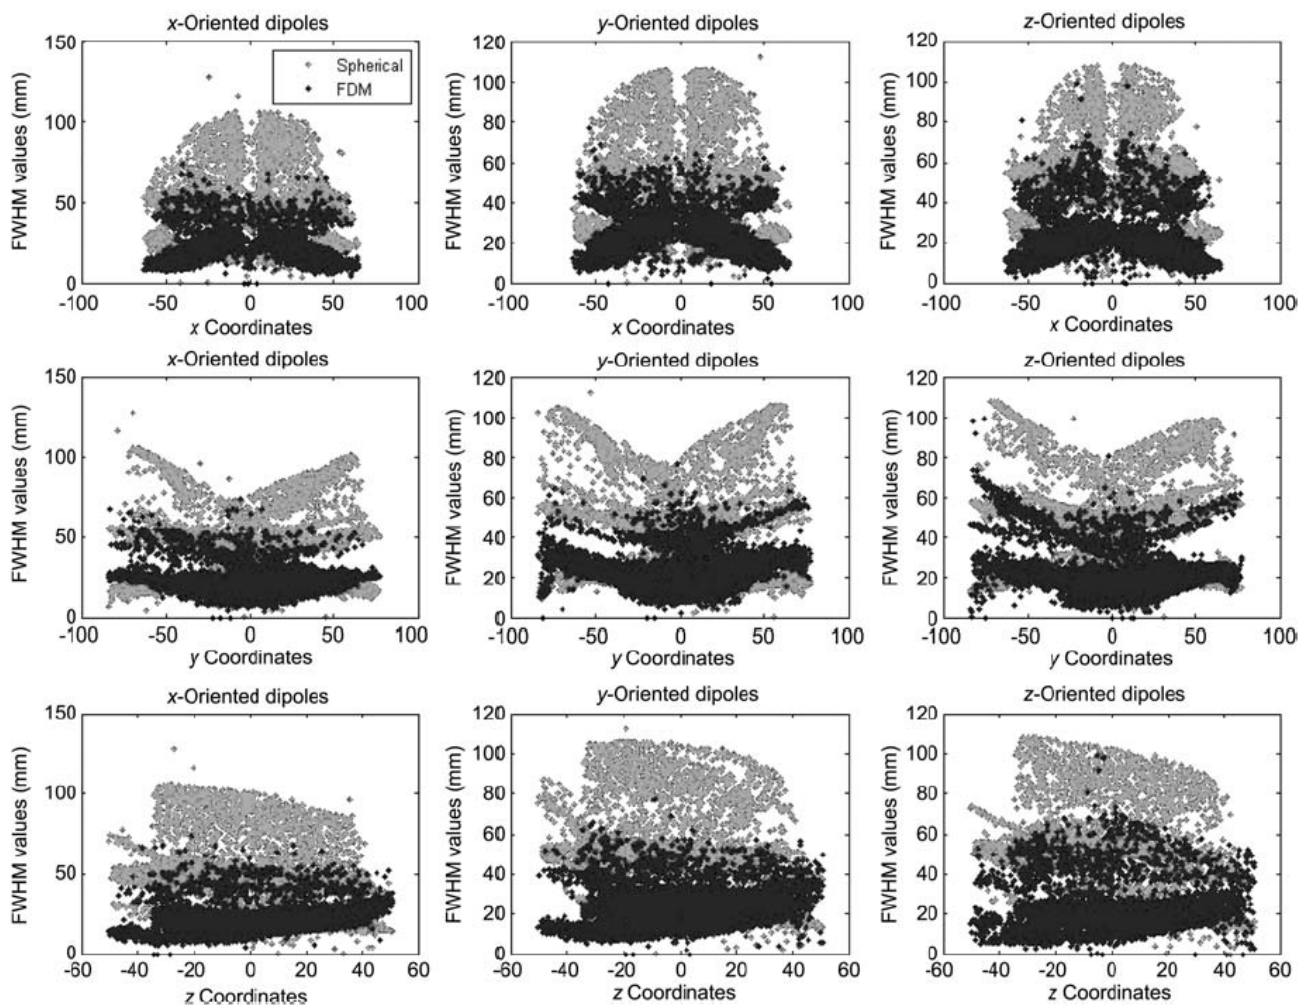 x-Oriented dipoles
y-Oriented dipoles
z-Oriented dipoles
150
100
50
0
FWHM values (mm)
Spherical
FDM
-100 -50 0 50 100
x Coordinates
120
100
80
60
40
20
0
FWHM values (mm)
-100 -50 0 50 100
x Coordinates
120
100
80
60
40
20
0
FWHM values (mm)
-100 -50 0 50 100
x Coordinates
x-Oriented dipoles
y-Oriented dipoles
z-Oriented dipoles
150
100
50
0
FWHM values (mm)
-100 -50 0 50 100
y Coordinates
120
100
80
60
40
20
0
FWHM values (mm)
-100 -50 0 50 100
y Coordinates
120
100
80
60
40
20
0
FWHM values (mm)
-100 -50 0 50 100
y Coordinates
x-Oriented dipoles
y-Oriented dipoles
z-Oriented dipoles
150
100
50
0
FWHM values (mm)
-60 -40 -20 0 20 40 60
z Coordinates
120
100
80
60
40
20
0
FWHM values (mm)
-60 -40 -20 0 20 40 60
z Coordinates
120
100
80
60
40
20
0
FWHM values (mm)
-60 -40 -20 0 20 40 60
z Coordinates